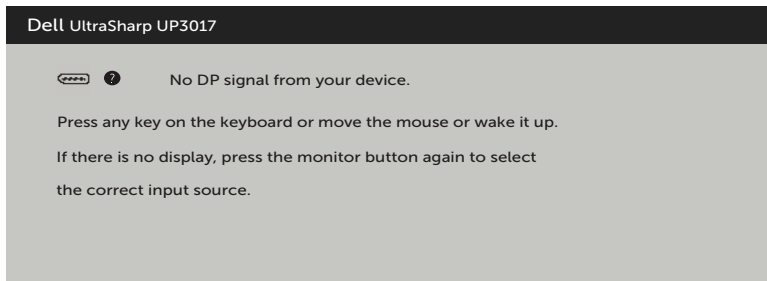 Dell UltraSharp UP3017
? No DP signal from your device.
Press any key on the keyboard or move the mouse or wake it up.
If there is no display, press the monitor button again to select
the correct input source.